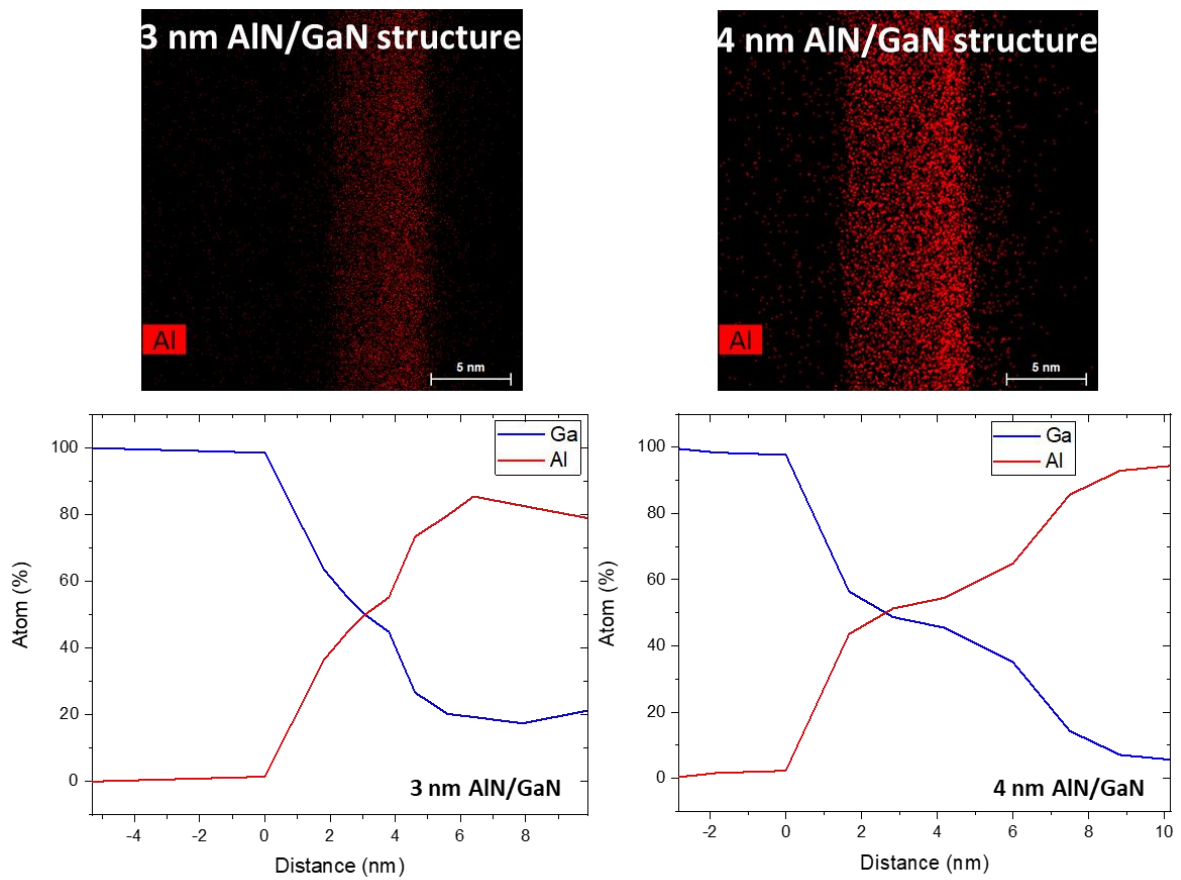 3 nm AlN/GaN structure
Al
5 nm
4 nm AlN/GaN structure
Al
5 nm
Atom (%)
100
80
60
40
20
0
Ga
Al
3 nm AlN/GaN
-4
-2
0
2
4
6
8
Distance (nm)
Atom (%)
100
80
60
40
20
0
Ga
Al
4 nm AlN/GaN
-2
0
2
4
6
8
10
Distance (nm)